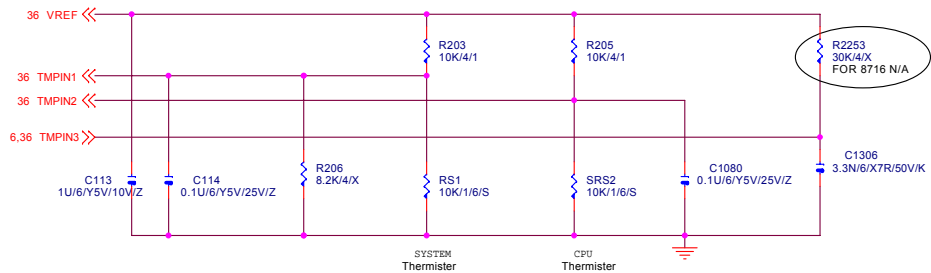 36 VREF
R203
10K/4/1
R205
10K/4/1
R2253
30K/4/X
FOR 8716 N/A
36 TMPIN1
36 TMPIN2
6,36 TMPIN3
C113
1U/6/Y5V/10V/Z
C114
0.1U/6/Y5V/25V/Z
R206
8.2K/4/X
RS1
10K/1/6/S
SRS2
10K/1/6/S
C1080
0.1U/6/Y5V/25V/Z
C1306
3.3N/6/X7R/50V/K
SYSTEM
Thermister
CPU
Thermister